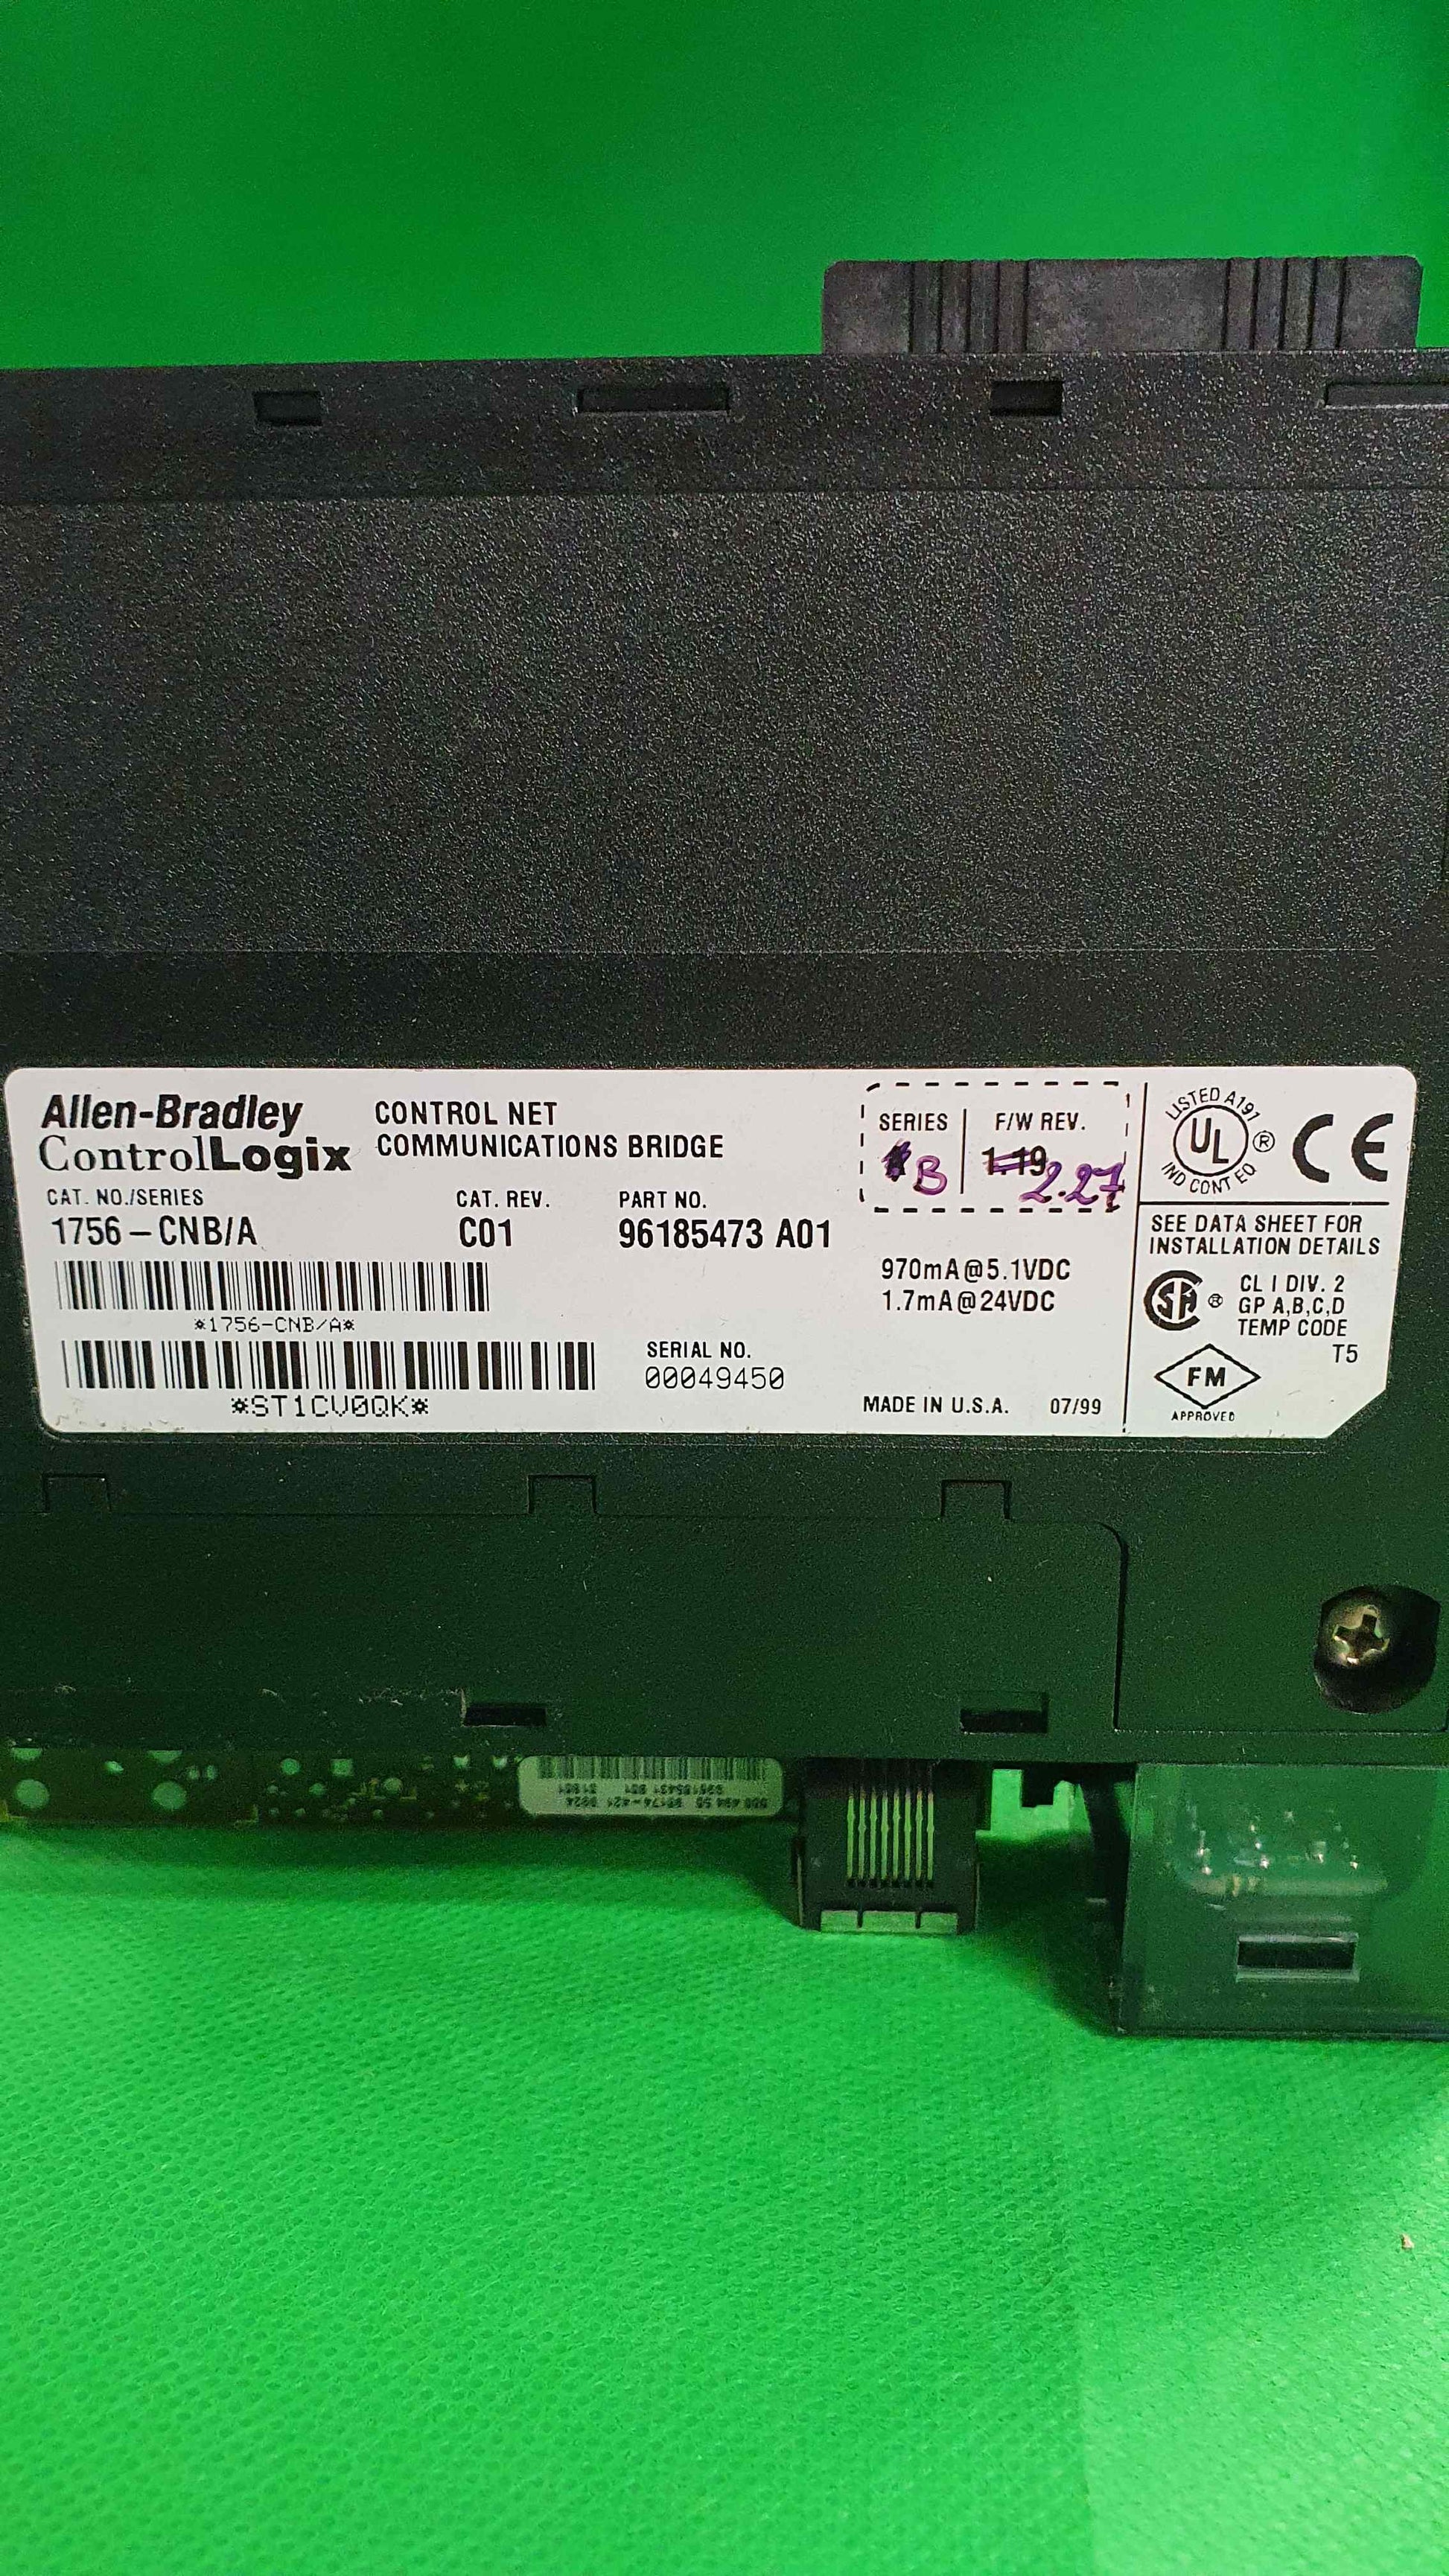 Allen-Bradley
ControlLogix
CONTROL NET
COMMUNICATIONS BRIDGE
CAT. NO./SERIES
1756-CNB/A
CAT. REV.
C01
PART NO.
96185473 A01
*1756-CNB/A*
*ST1CV0QK*
SERIAL NO.
00049450
SERIES
B
F/W REV.
1.19
2.27
970mA@5.1VDC
1.7mA@24VDC
MADE IN U.S.A. 07/99
LISTED A191
UL ®
IND CONT EQ
CE
SEE DATA SHEET FOR
INSTALLATION DETAILS
SA ®
CL I DIV. 2
GP A,B,C,D
TEMP CODE
T5
FM
APPROVED